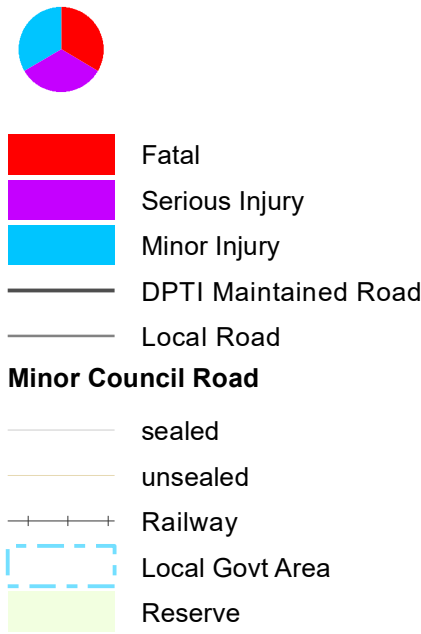 Fatal
Serious Injury
Minor Injury
DPTI Maintained Road
Local Road
Minor Council Road
sealed
unsealed
Railway
Local Govt Area
Reserve